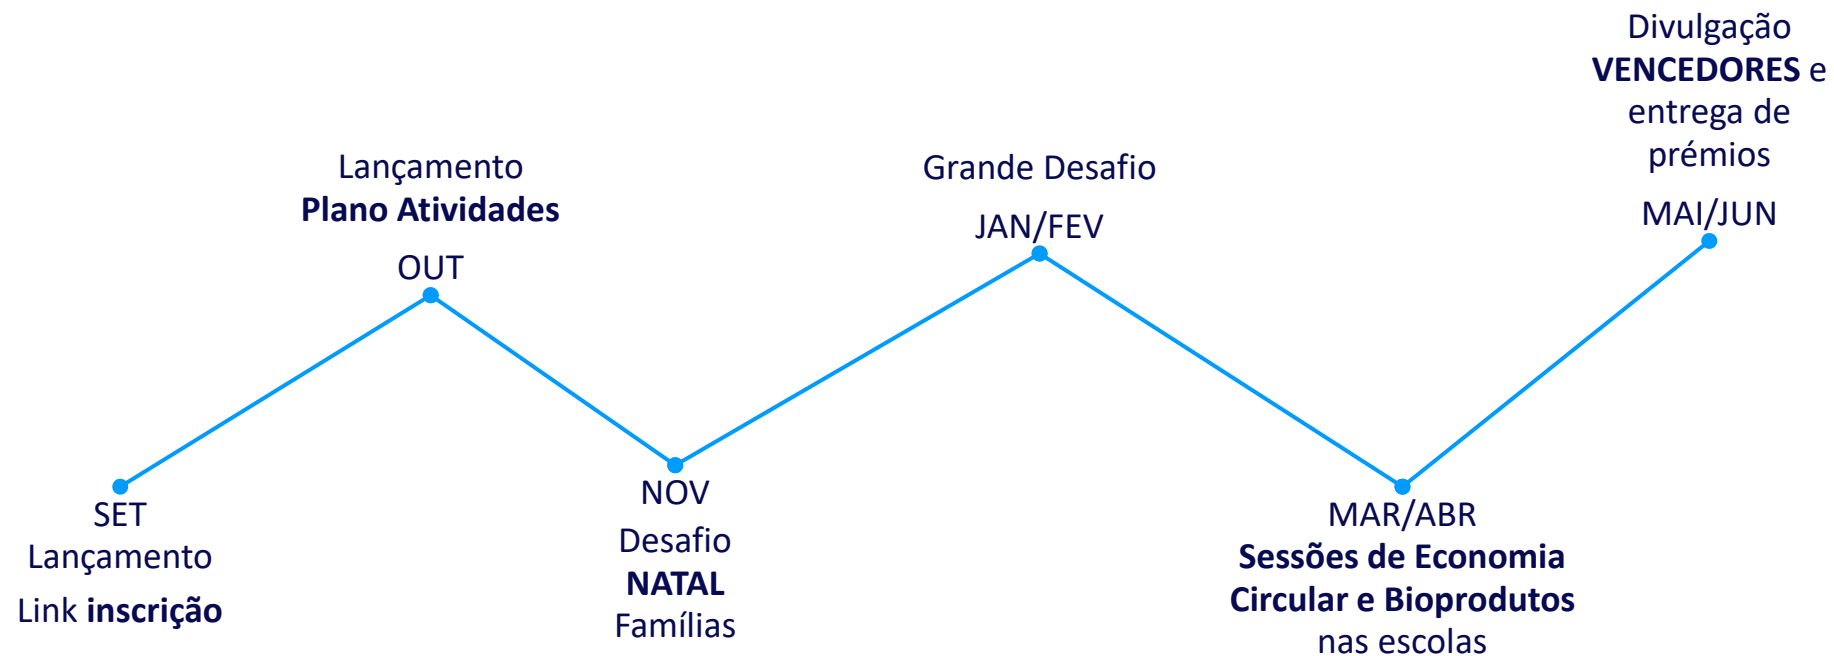 SET
Lançamento
Link inscrição
Lançamento
Plano Atividades
OUT
NOV
Desafio
NATAL
Famílias
Grande Desafio
JAN/FEV
MAR/ABR
Sessões de Economia
Circular e Bioprodutos
nas escolas
Divulgação
VENCEDORES e
entrega de
prémios
MAI/JUN